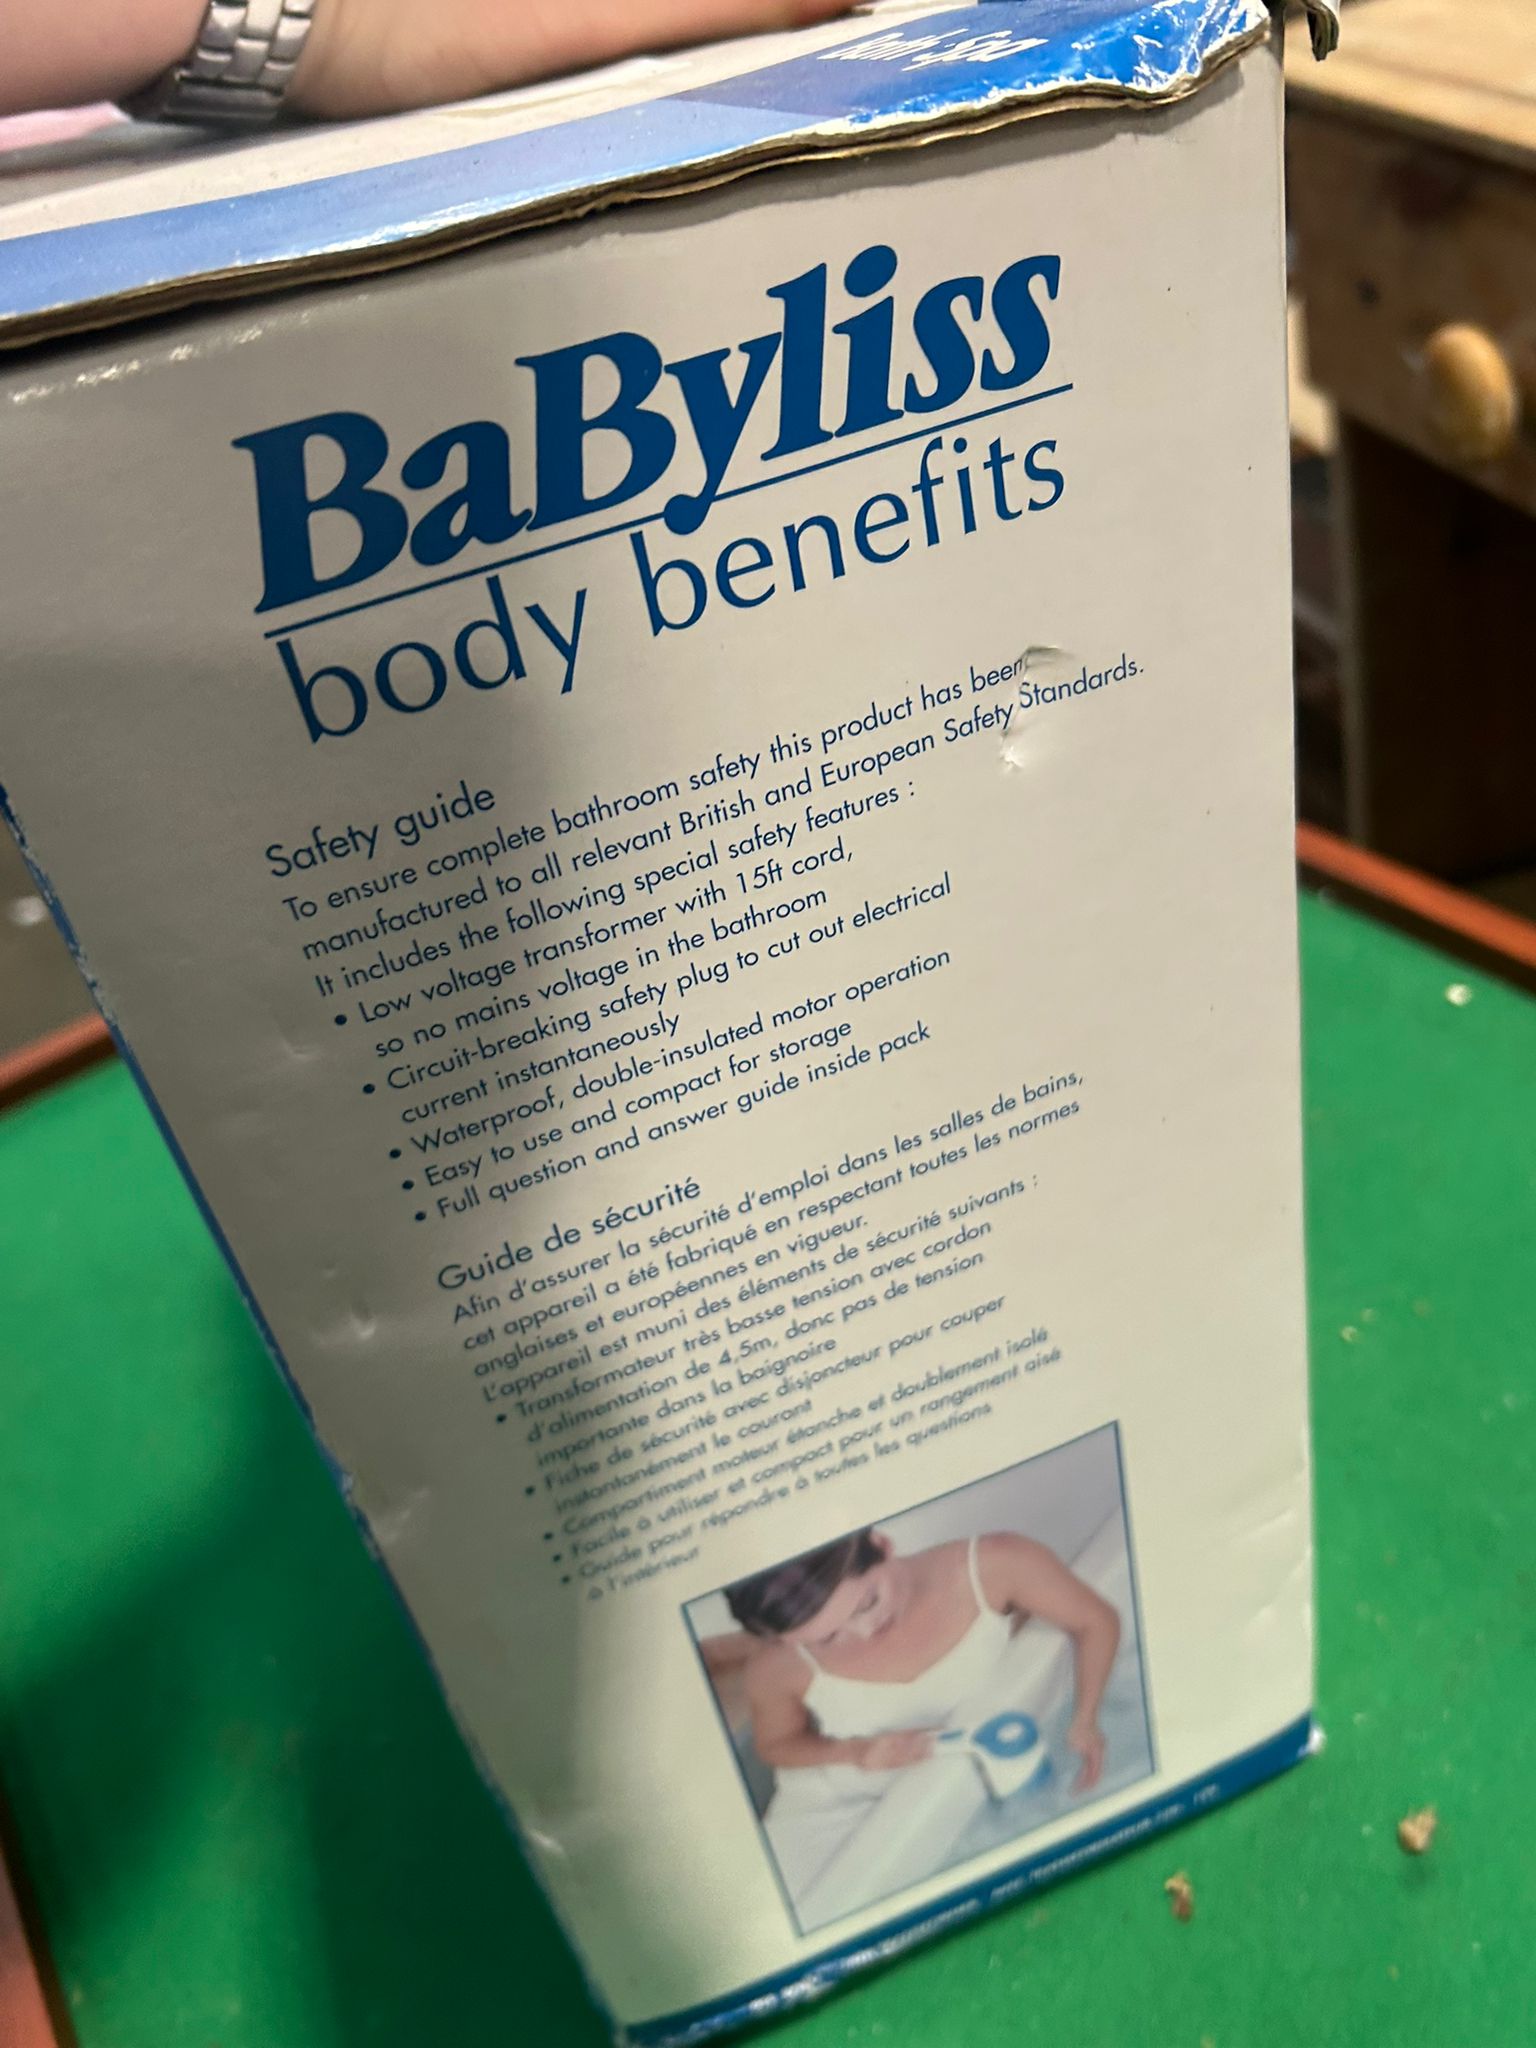 Bath Spa
BaByliss
body benefits
Safety guide
To ensure complete bathroom safety this product has been
manufactured to all relevant British and European Safety Standards.
It includes the following special safety features :
• Low voltage transformer with 15ft cord,
so no mains voltage in the bathroom
• Circuit-breaking safety plug to cut out electrical
current instantaneously
• Waterproof, double-insulated motor operation
• Easy to use and compact for storage
• Full question and answer guide inside pack
Guide de sécurité
Afin d'assurer la sécurité d'emploi dans les salles de bains,
cet appareil a été fabriqué en respectant toutes les normes
anglaises et européennes en vigueur.
L'appareil est muni des éléments de sécurité suivants :
• Transformateur très basse tension avec cordon
d'alimentation de 4,5m, donc pas de tension
importante dans la baignoire
• Fiche de sécurité avec disjoncteur pour couper
instantanément le courant
• Compartiment moteur étanche et doublement isolé
• Facile à utiliser et compact pour un rangement aisé
• Guide pour répondre à toutes les questions
à l'intérieur